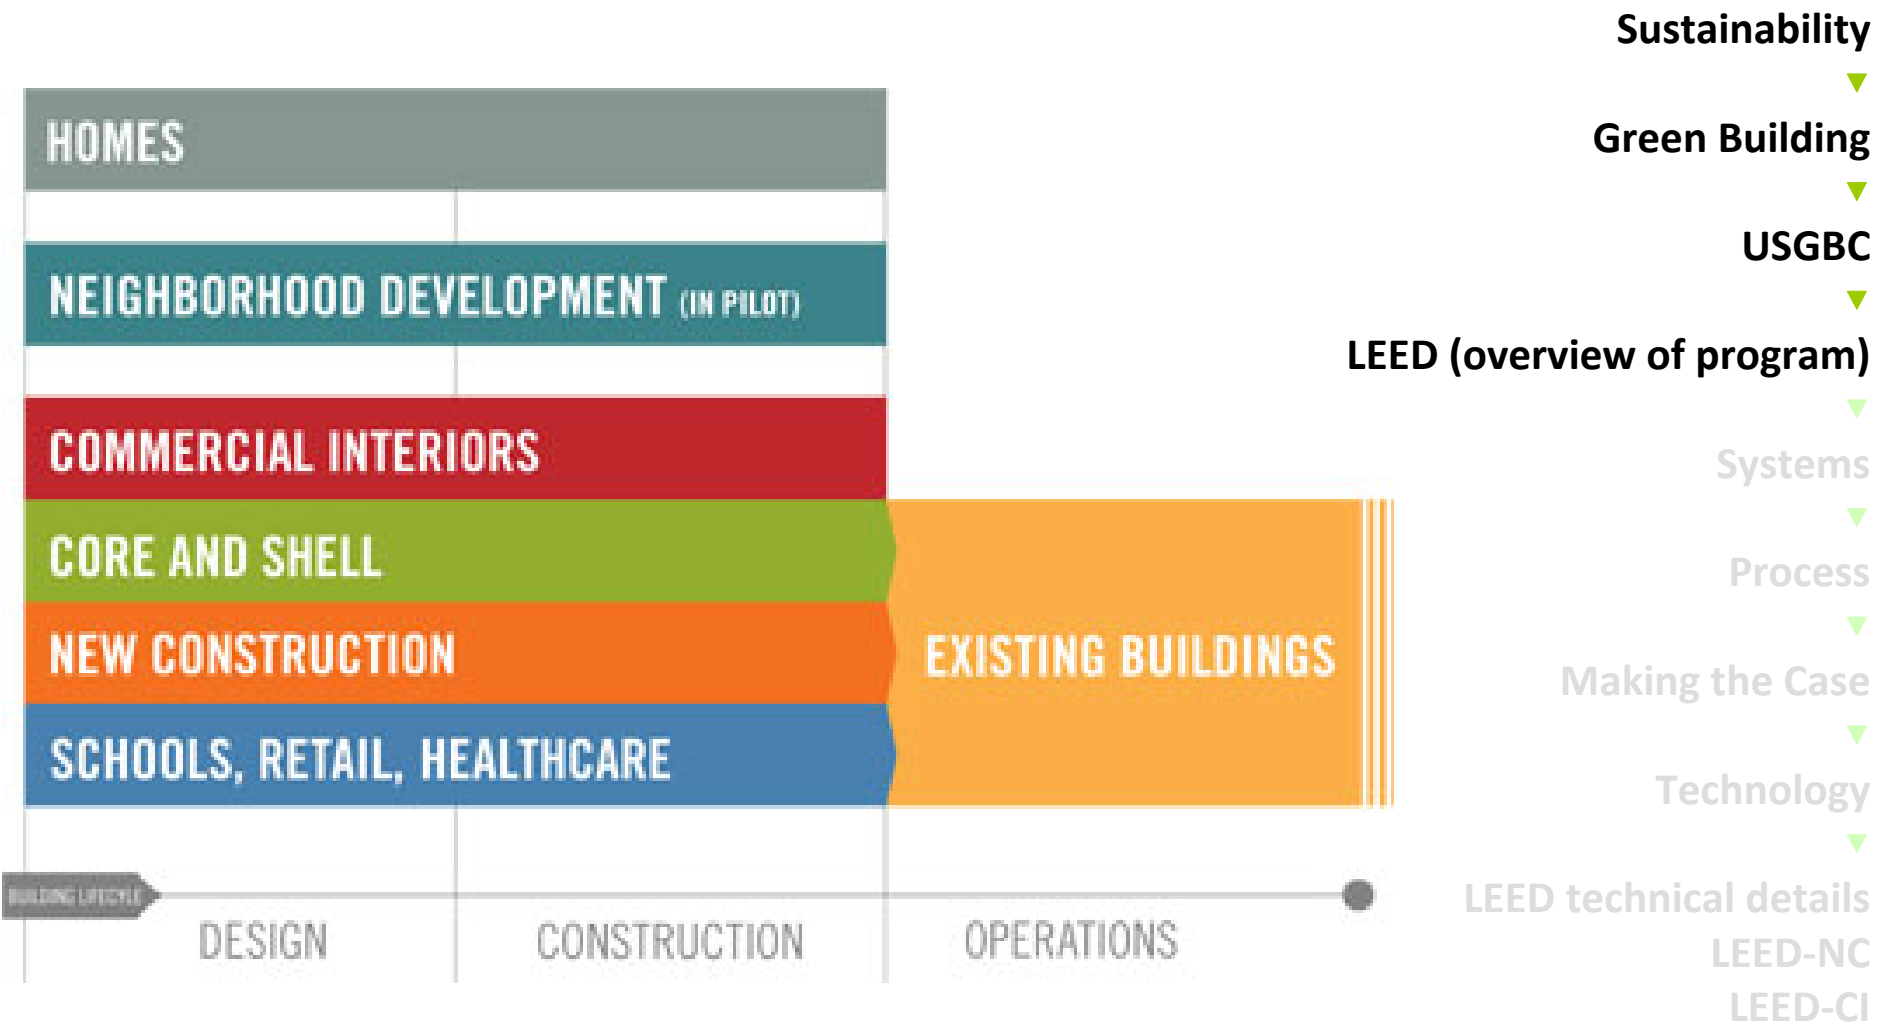 Sustainability
▼
Green Building
▼
USGBC
▼
LEED (overview of program)
▼
Systems
▼
Process
▼
Making the Case
▼
Technology
▼
LEED technical details
LEED-NC
LEED-CI
HOMES
NEIGHBORHOOD DEVELOPMENT (IN PILOT)
COMMERCIAL INTERIORS
CORE AND SHELL
NEW CONSTRUCTION
SCHOOLS, RETAIL, HEALTHCARE
EXISTING BUILDINGS
BUILDING LIFECYLE
DESIGN
CONSTRUCTION
OPERATIONS